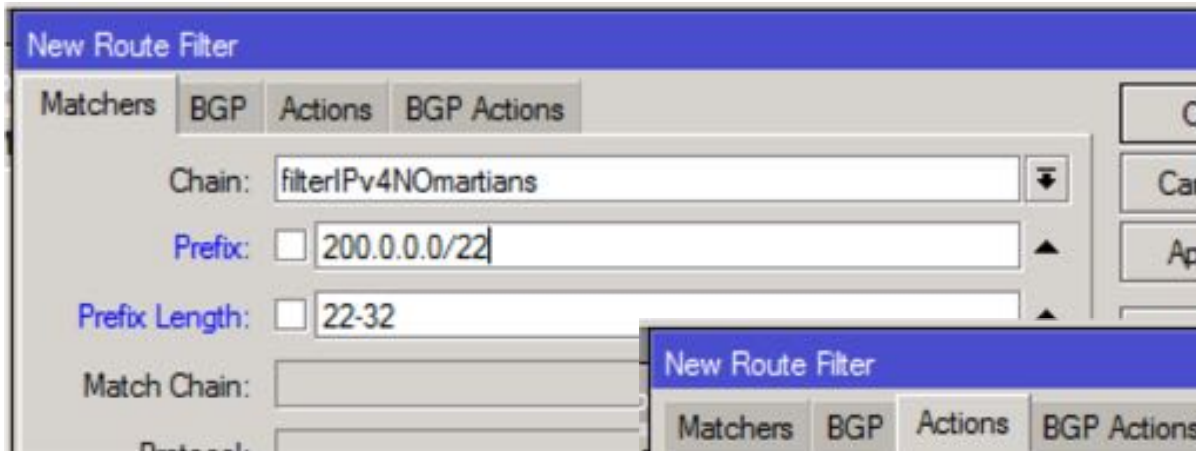 New Route Filter
Matchers BGP Actions BGP Actions
Chain: filterIPv4NOmartians
Prefix: 200.0.0.0/22
Prefix Length: 22-32
Match Chain:
New Route Filter
Matchers BGP Actions BGP Actions